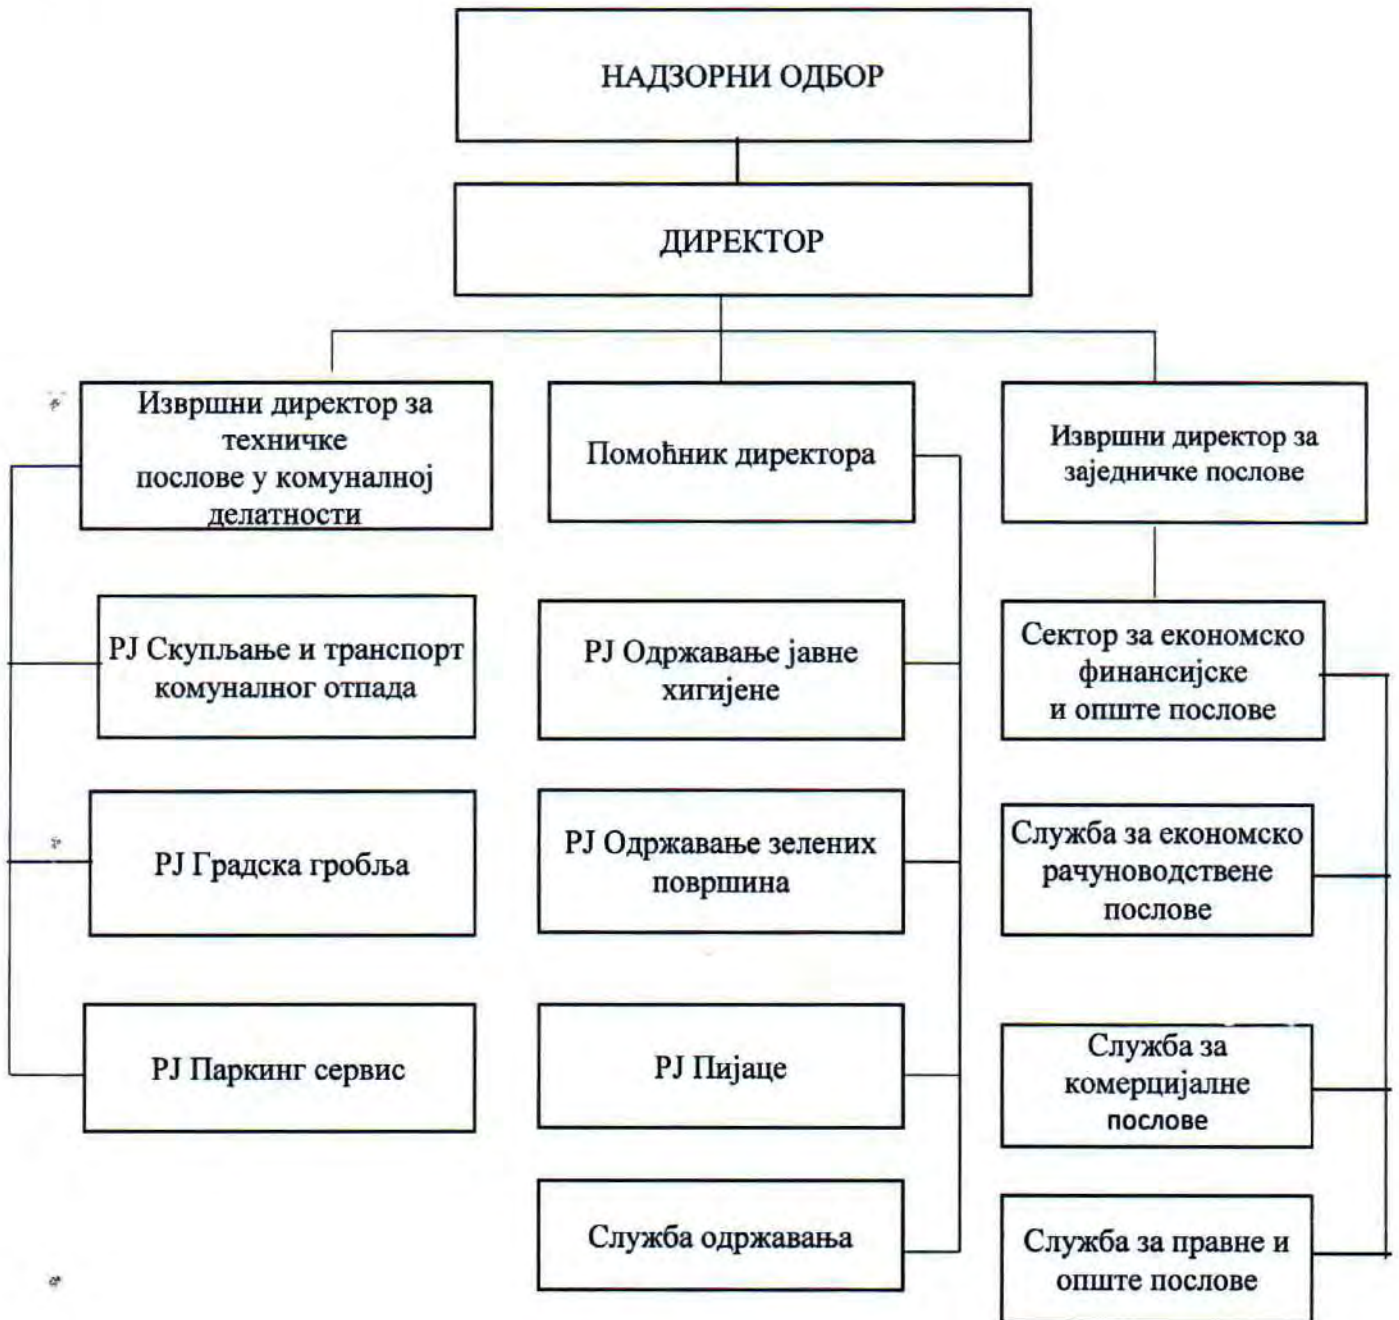 НАДЗОРНИ ОДБОР
ДИРЕКТОР
Извршни директор за
техничке
послове у комуналној
делатности
Помоћник директора
Извршни директор за
заједничке послове
РЈ Скупљање и транспорт
комуналног отпада
РЈ Одржавање јавне
хигијене
Сектор за економско
финансијске
и опште послове
РЈ Градска гробља
РЈ Одржавање зелених
површина
Служба за економско
рачуноводствене
послове
РЈ Паркинг сервис
РЈ Пијаце
Служба за
комерцијалне
послове
Служба одржавања
Служба за правне и
опште послове